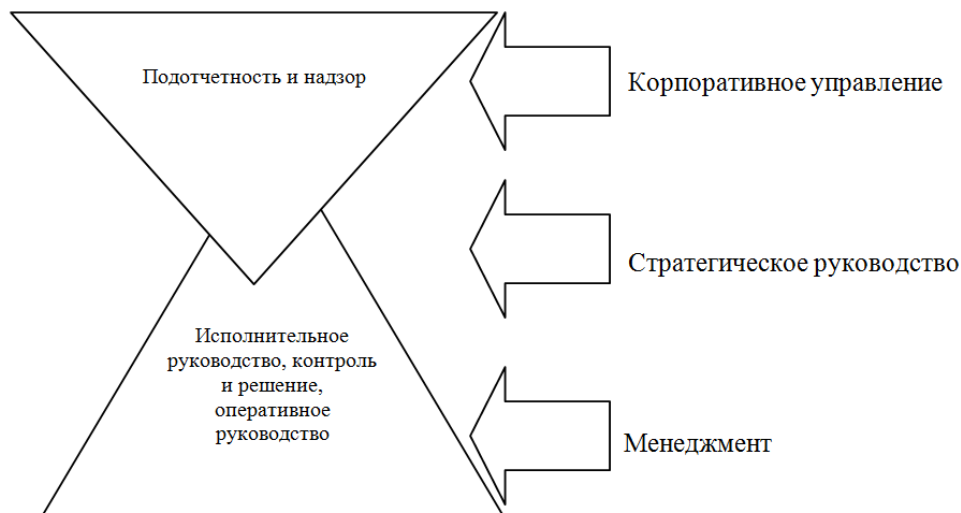 Подотчетность и надзор
Корпоративное управление
Стратегическое руководство
Исполнительное
руководство, контроль
и решение,
оперативное
руководство
Менеджмент